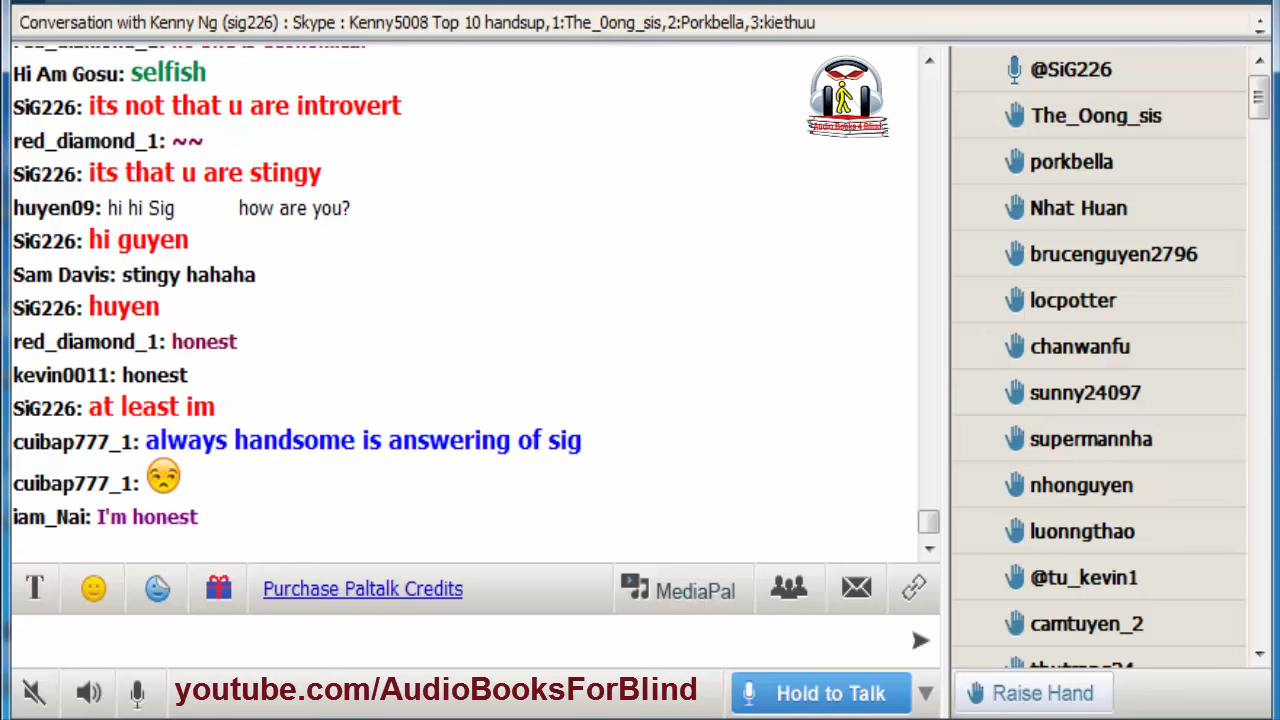 Conversation with Kenny Ng (sig226) : Skype : Kenny5008 Top 10 handsup,1:The_0ong_sis,2:Porkbella,3:kiethuu
Hi Am Gosu: selfish
SiG226: its not that u are introvert
red_diamond_1: ~~
SiG226: its that u are stingy
huyen09: hi hi Sig how are you?
SiG226: hi guyen
Sam Davis: stingy hahaha
SiG226: huyen
red_diamond_1: honest
kevin0011: honest
SiG226: at least im
cuibap777_1: always handsome is answering of sig
cuibap777_1:
iam_Nai: I'm honest
Audio Books 4 Blind
T
Purchase Paltalk Credits
MediaPal
youtube.com/AudioBooksForBlind
Hold to Talk
@SiG226
The_Oong_sis
porkbella
Nhat Huan
brucenguyen2796
locpotter
chanwanfu
sunny24097
supermannha
nhonguyen
luonngthao
@tu_kevin1
camtuyen_2
Raise Hand